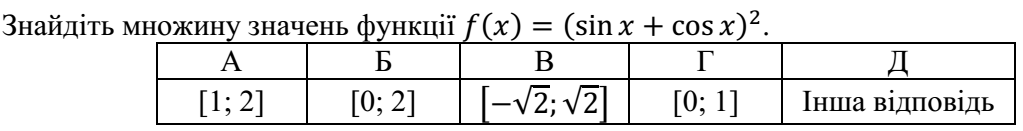 Знайдіть множину значень функції f(x) = (sin x + cos x)².
А Б В Г Д
[1; 2] [0; 2] [−√2; √2] [0; 1] Інша відповідь